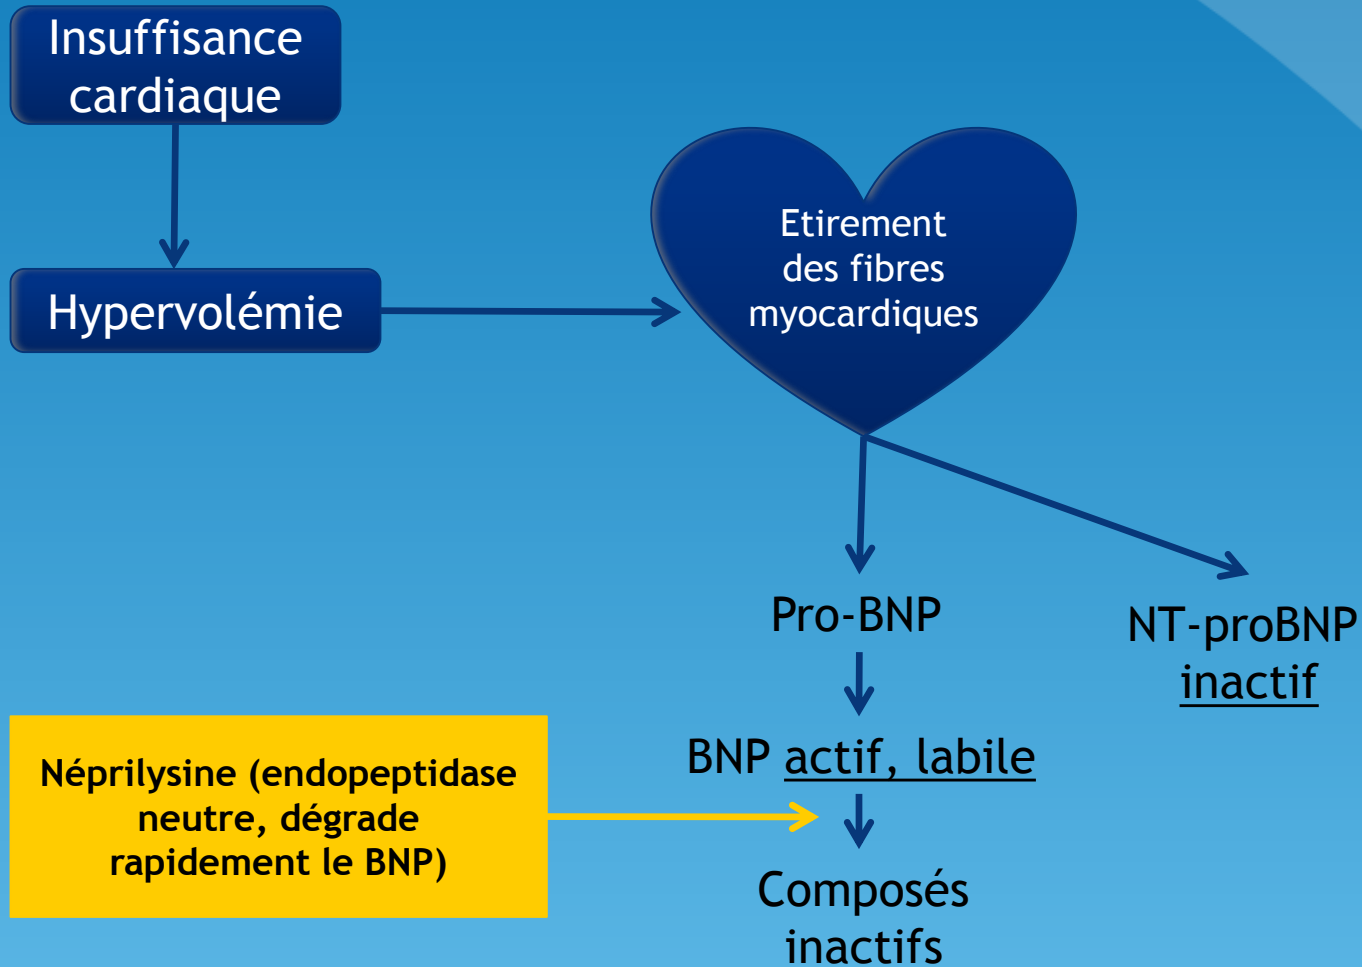 Insuffisance
cardiaque
Hypervolémie
Etirement
des fibres
myocardiques
Pro-BNP
NT-proBNP
inactif
BNP actif, labile
Néprilysine (endopeptidase
neutre, dégrade
rapidement le BNP)
Composés
inactifs